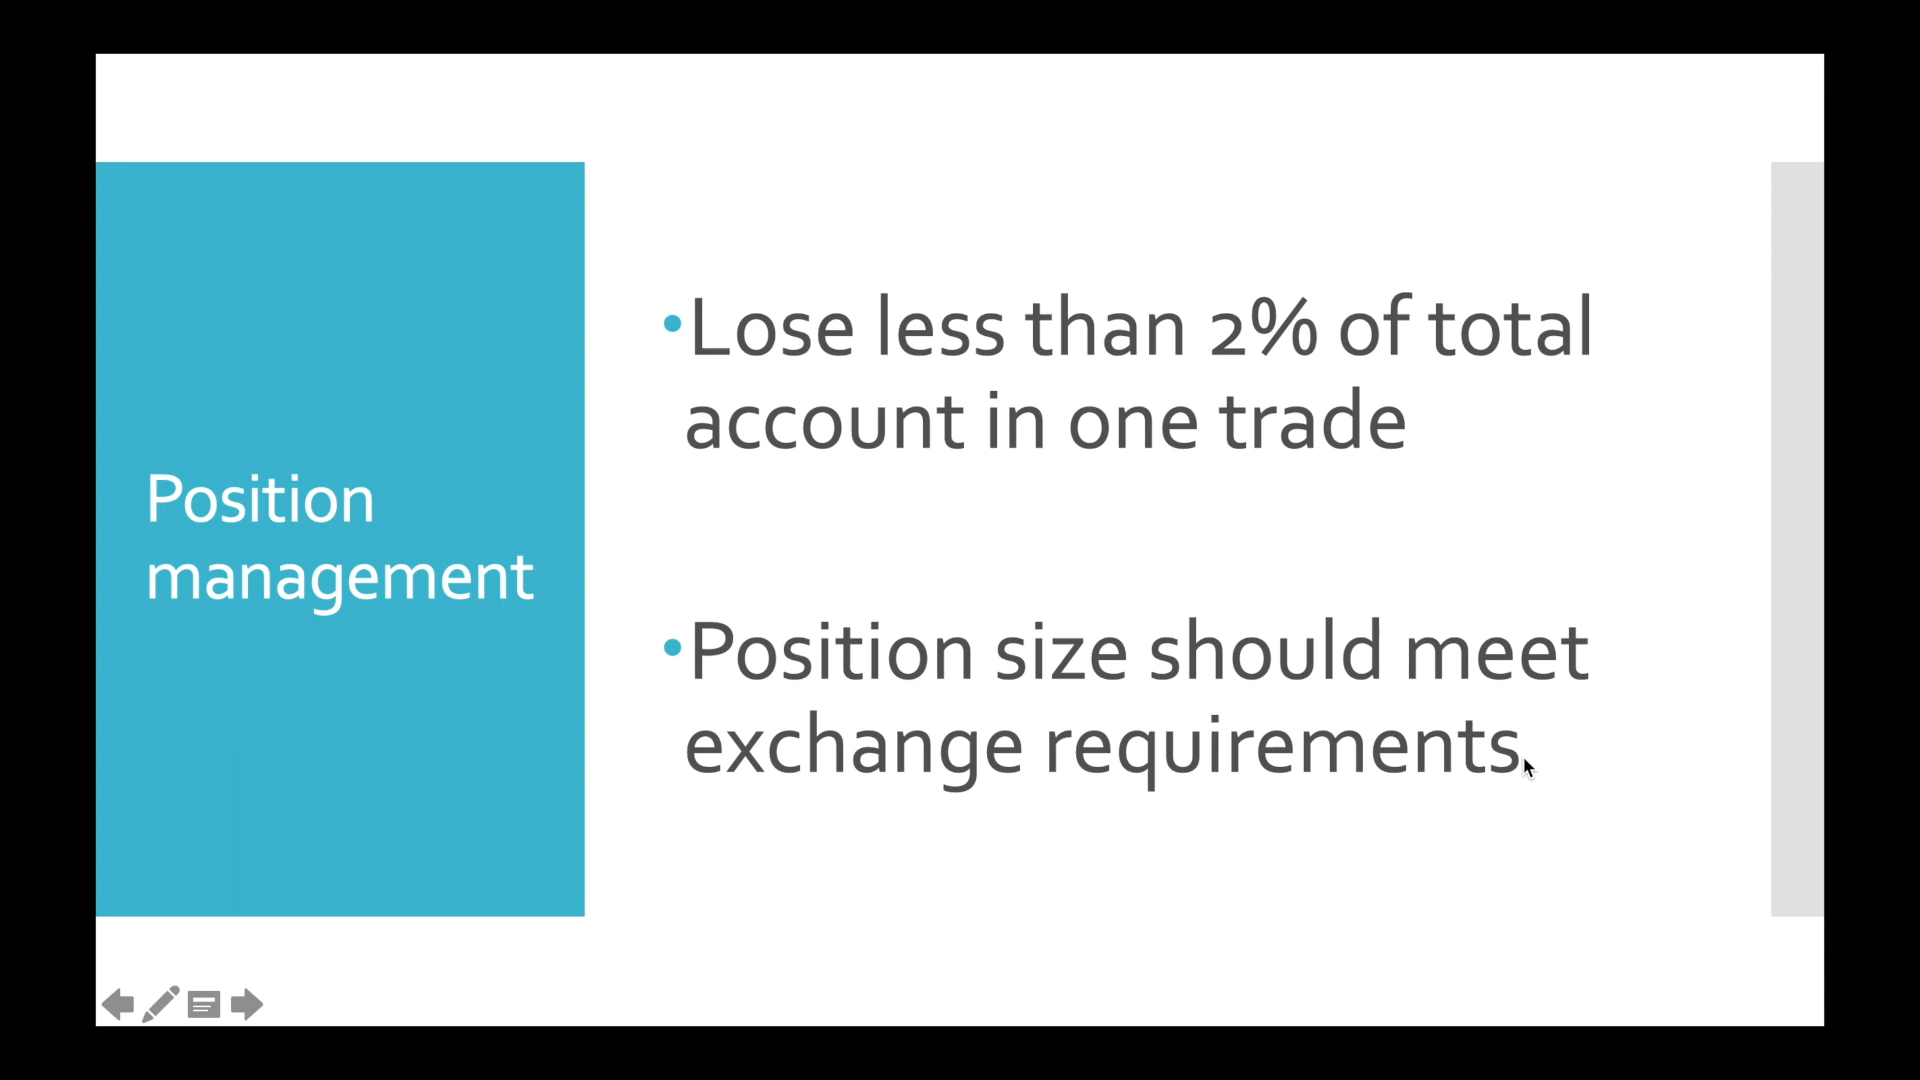 Position
management
•Lose less than 2% of total
account in one trade
•Position size should meet
exchange requirements.